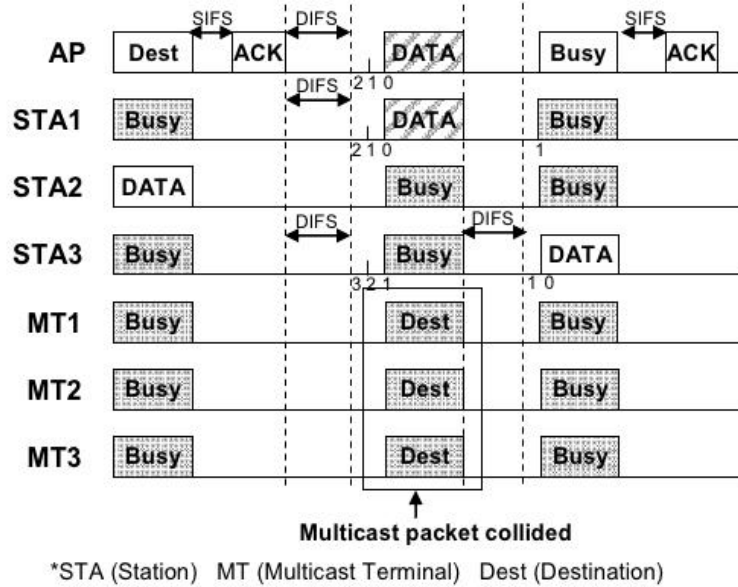 SIFS DIFS SIFS
AP Dest ACK DATA Busy ACK
2 1 0
DIFS
STA1 Busy DATA Busy
2 1 0 1
STA2 DATA Busy Busy
DIFS DIFS
STA3 Busy Busy DATA
3 2 1 1 0
MT1 Busy Dest Busy
MT2 Busy Dest Busy
MT3 Busy Dest Busy
Multicast packet collided
*STA (Station) MT (Multicast Terminal) Dest (Destination)